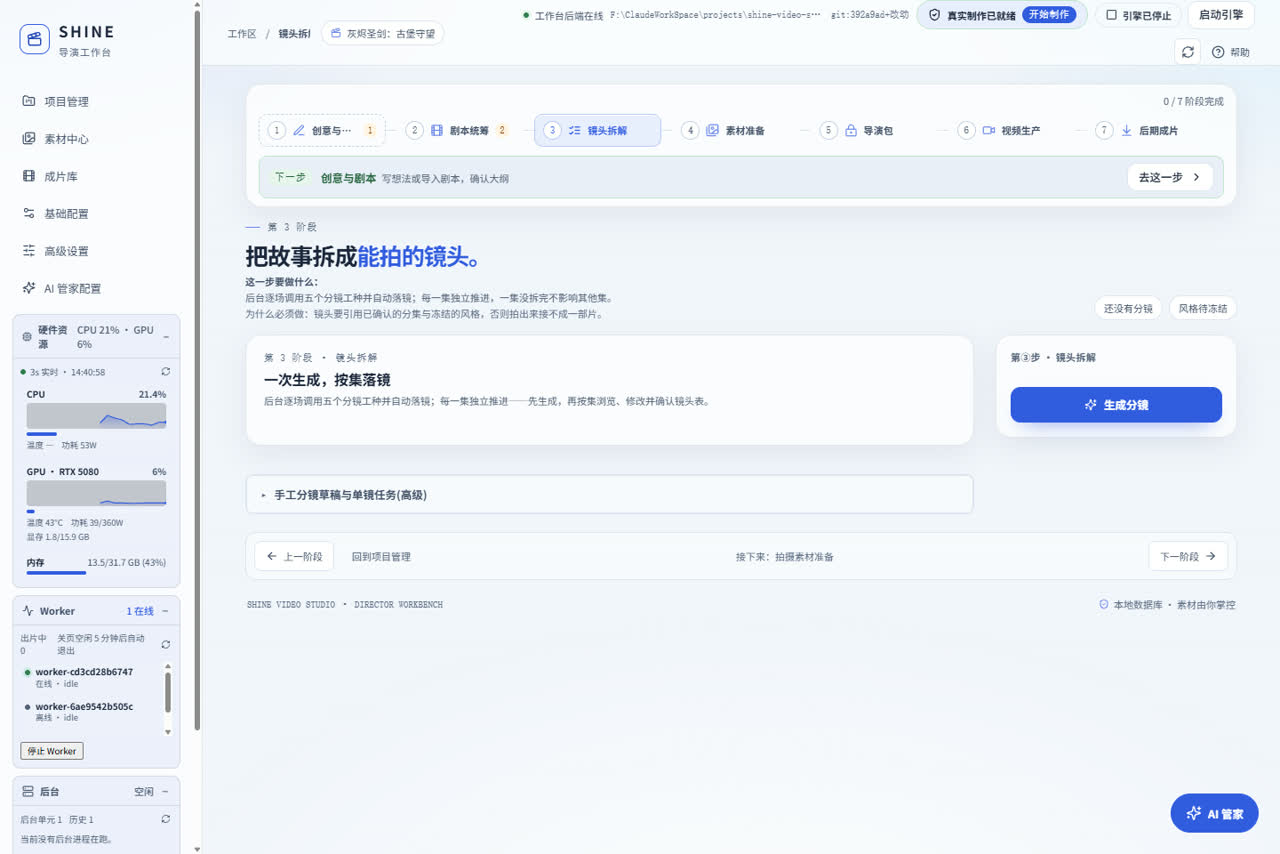 SHINE
导演工作台
项目管理
素材中心
成片库
基础配置
高级设置
AI 管家配置
硬件资源
CPU 21% · GPU 6%
3s 实时 · 14:40:58
CPU 21.4%
温度 — 功耗 53W
GPU · RTX 5080 6%
温度 43°C 功耗 39/360W
显存 1.8/15.9 GB
内存 13.5/31.7 GB (43%)
Worker 1 在线
出片中 0
关页空闲 5 分钟后自动退出
worker-cd3cd28b6747
在线 · idle
worker-6ae9542b505c
离线 · idle
停止 Worker
后台 空闲
后台单元 1 历史 1
当前没有后台进程在跑。
工作区 / 镜头拆解
灰烬圣剑：古堡守望
工作台后端在线 F:\ClaudeWorkSpace\projects\shine-video-s··· git:392a9ad+改动
真实制作已就绪 开始制作
引擎已停止
启动引擎
帮助
0 / 7 阶段完成
1 创意与··· 1
2 剧本统筹 2
3 镜头拆解
4 素材准备
5 导演包
6 视频生产
7 后期成片
下一步 创意与剧本 写想法或导入剧本，确认大纲
去这一步
第 3 阶段
把故事拆成能拍的镜头。
这一步要做什么：
后台逐场调用五个分镜工种并自动落镜；每一集独立推进，一集没拆完不影响其他集。
为什么必须做：镜头要引用已确认的分集与冻结的风格，否则拍出来接不成一部片。
还没有分镜
风格待冻结
第 3 阶段 · 镜头拆解
一次生成，按集落镜
后台逐场调用五个分镜工种并自动落镜；每一集独立推进——先生成，再按集浏览、修改并确认镜头表。
第③步 · 镜头拆解
生成分镜
手工分镜草稿与单镜任务(高级)
上一阶段
回到项目管理
接下来：拍摄素材准备
下一阶段
SHINE VIDEO STUDIO · DIRECTOR WORKBENCH
本地数据库 · 素材由你掌控
AI 管家